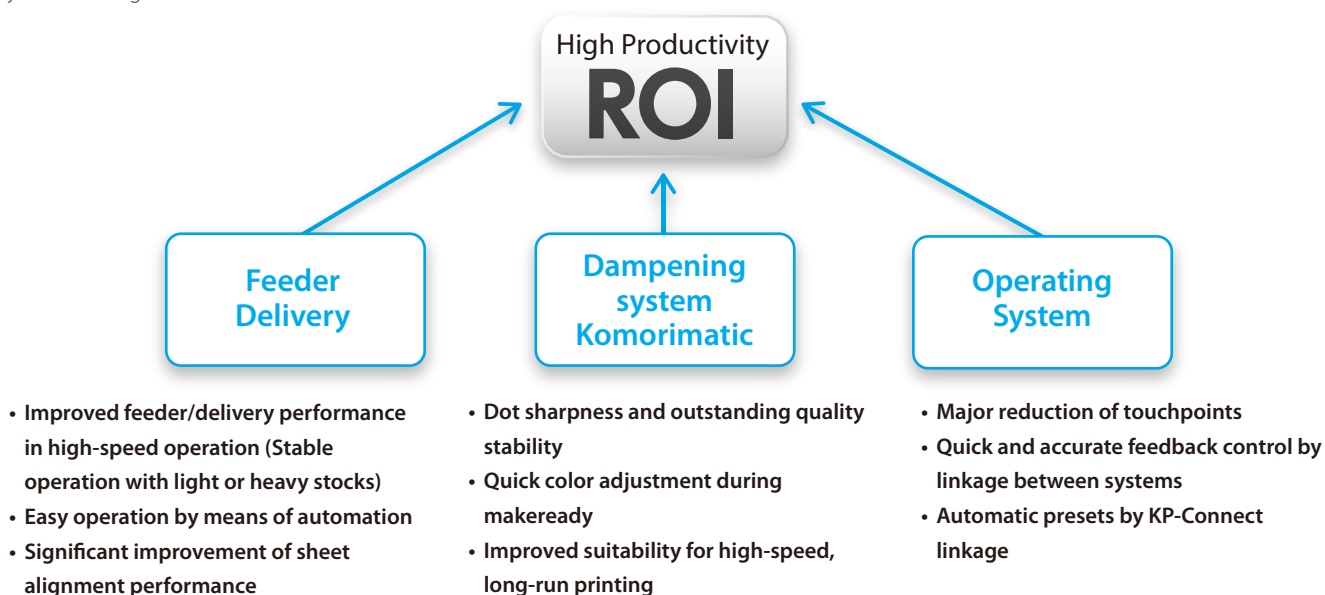 High Productivity
ROI
Feeder
Delivery
Dampening
system
Komorimatic
Operating
System
• Improved feeder/delivery performance
in high-speed operation (Stable
operation with light or heavy stocks)
• Easy operation by means of automation
• Significant improvement of sheet
alignment performance
• Dot sharpness and outstanding quality
stability
• Quick color adjustment during
makeready
• Improved suitability for high-speed,
long-run printing
• Major reduction of touchpoints
• Quick and accurate feedback control by
linkage between systems
• Automatic presets by KP-Connect
linkage